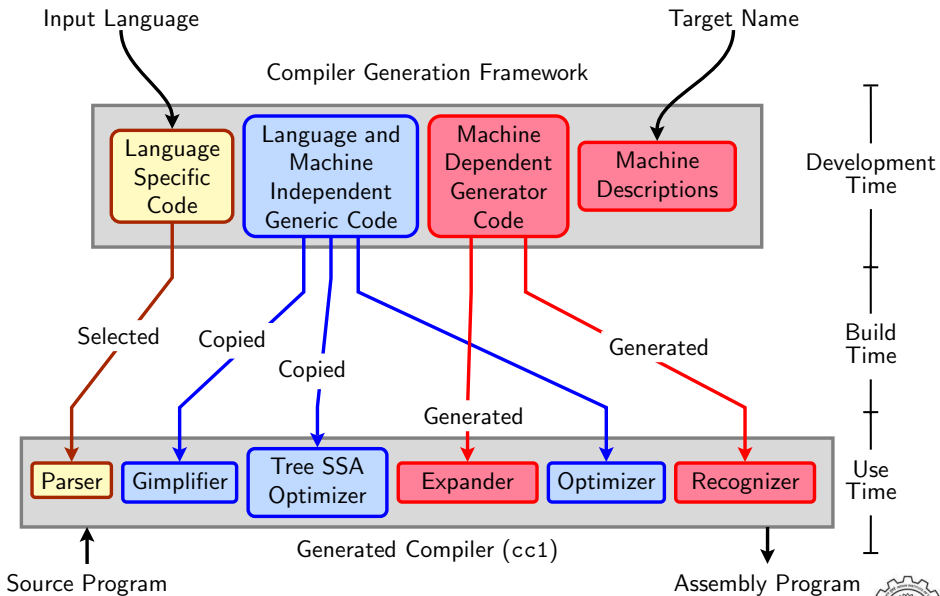 Input Language
Target Name
Compiler Generation Framework
Language
Specific
Code
Language and
Machine
Independent
Generic Code
Machine
Dependent
Generator
Code
Machine
Descriptions
Development
Time
Selected
Copied
Copied
Generated
Generated
Build
Time
Parser
Gimplifier
Tree SSA
Optimizer
Expander
Optimizer
Recognizer
Use
Time
Generated Compiler (cc1)
Source Program
Assembly Program